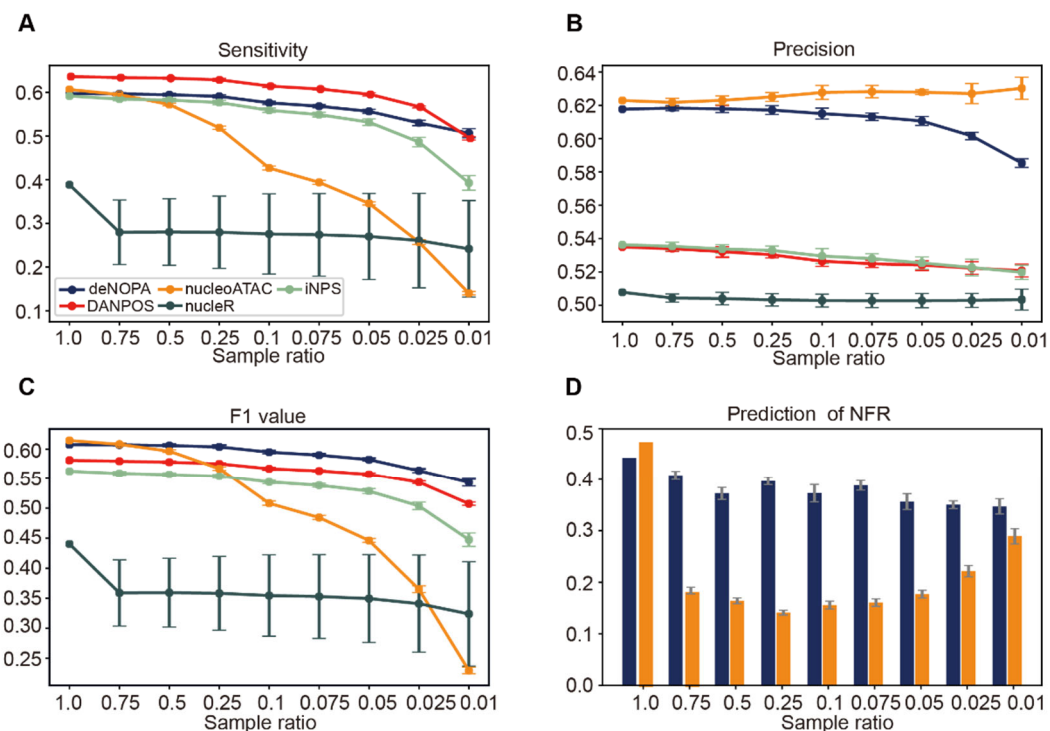 A
Sensitivity
0.6
0.5
0.4
0.3
0.2
0.1
deNOPA nucleoATAC iNPS
DANPOS nucleR
1.0 0.75 0.5 0.25 0.1 0.075 0.05 0.025 0.01
Sample ratio
B
Precision
0.64
0.62
0.60
0.58
0.56
0.54
0.52
0.50
1.0 0.75 0.5 0.25 0.1 0.075 0.05 0.025 0.01
Sample ratio
C
F1 value
0.60
0.55
0.50
0.45
0.40
0.35
0.30
0.25
1.0 0.75 0.5 0.25 0.1 0.075 0.05 0.025 0.01
Sample ratio
D
Prediction of NFR
0.5
0.4
0.3
0.2
0.1
0.0
1.0 0.75 0.5 0.25 0.1 0.075 0.05 0.025 0.01
Sample ratio